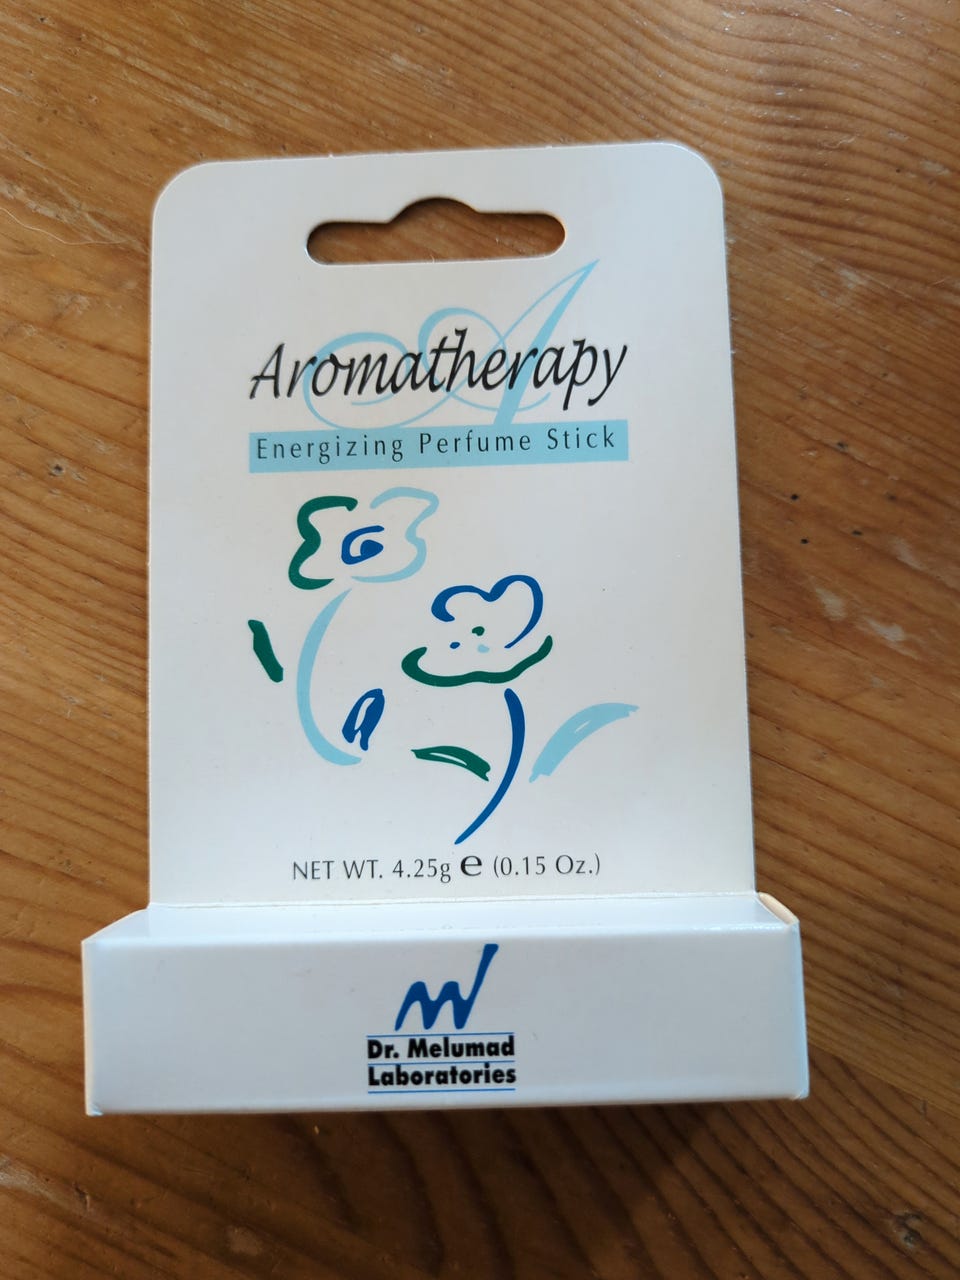 Aromatherapy
Energizing Perfume Stick
NET WT. 4.25g e (0.15 Oz.)
Dr. Melumad
Laboratories